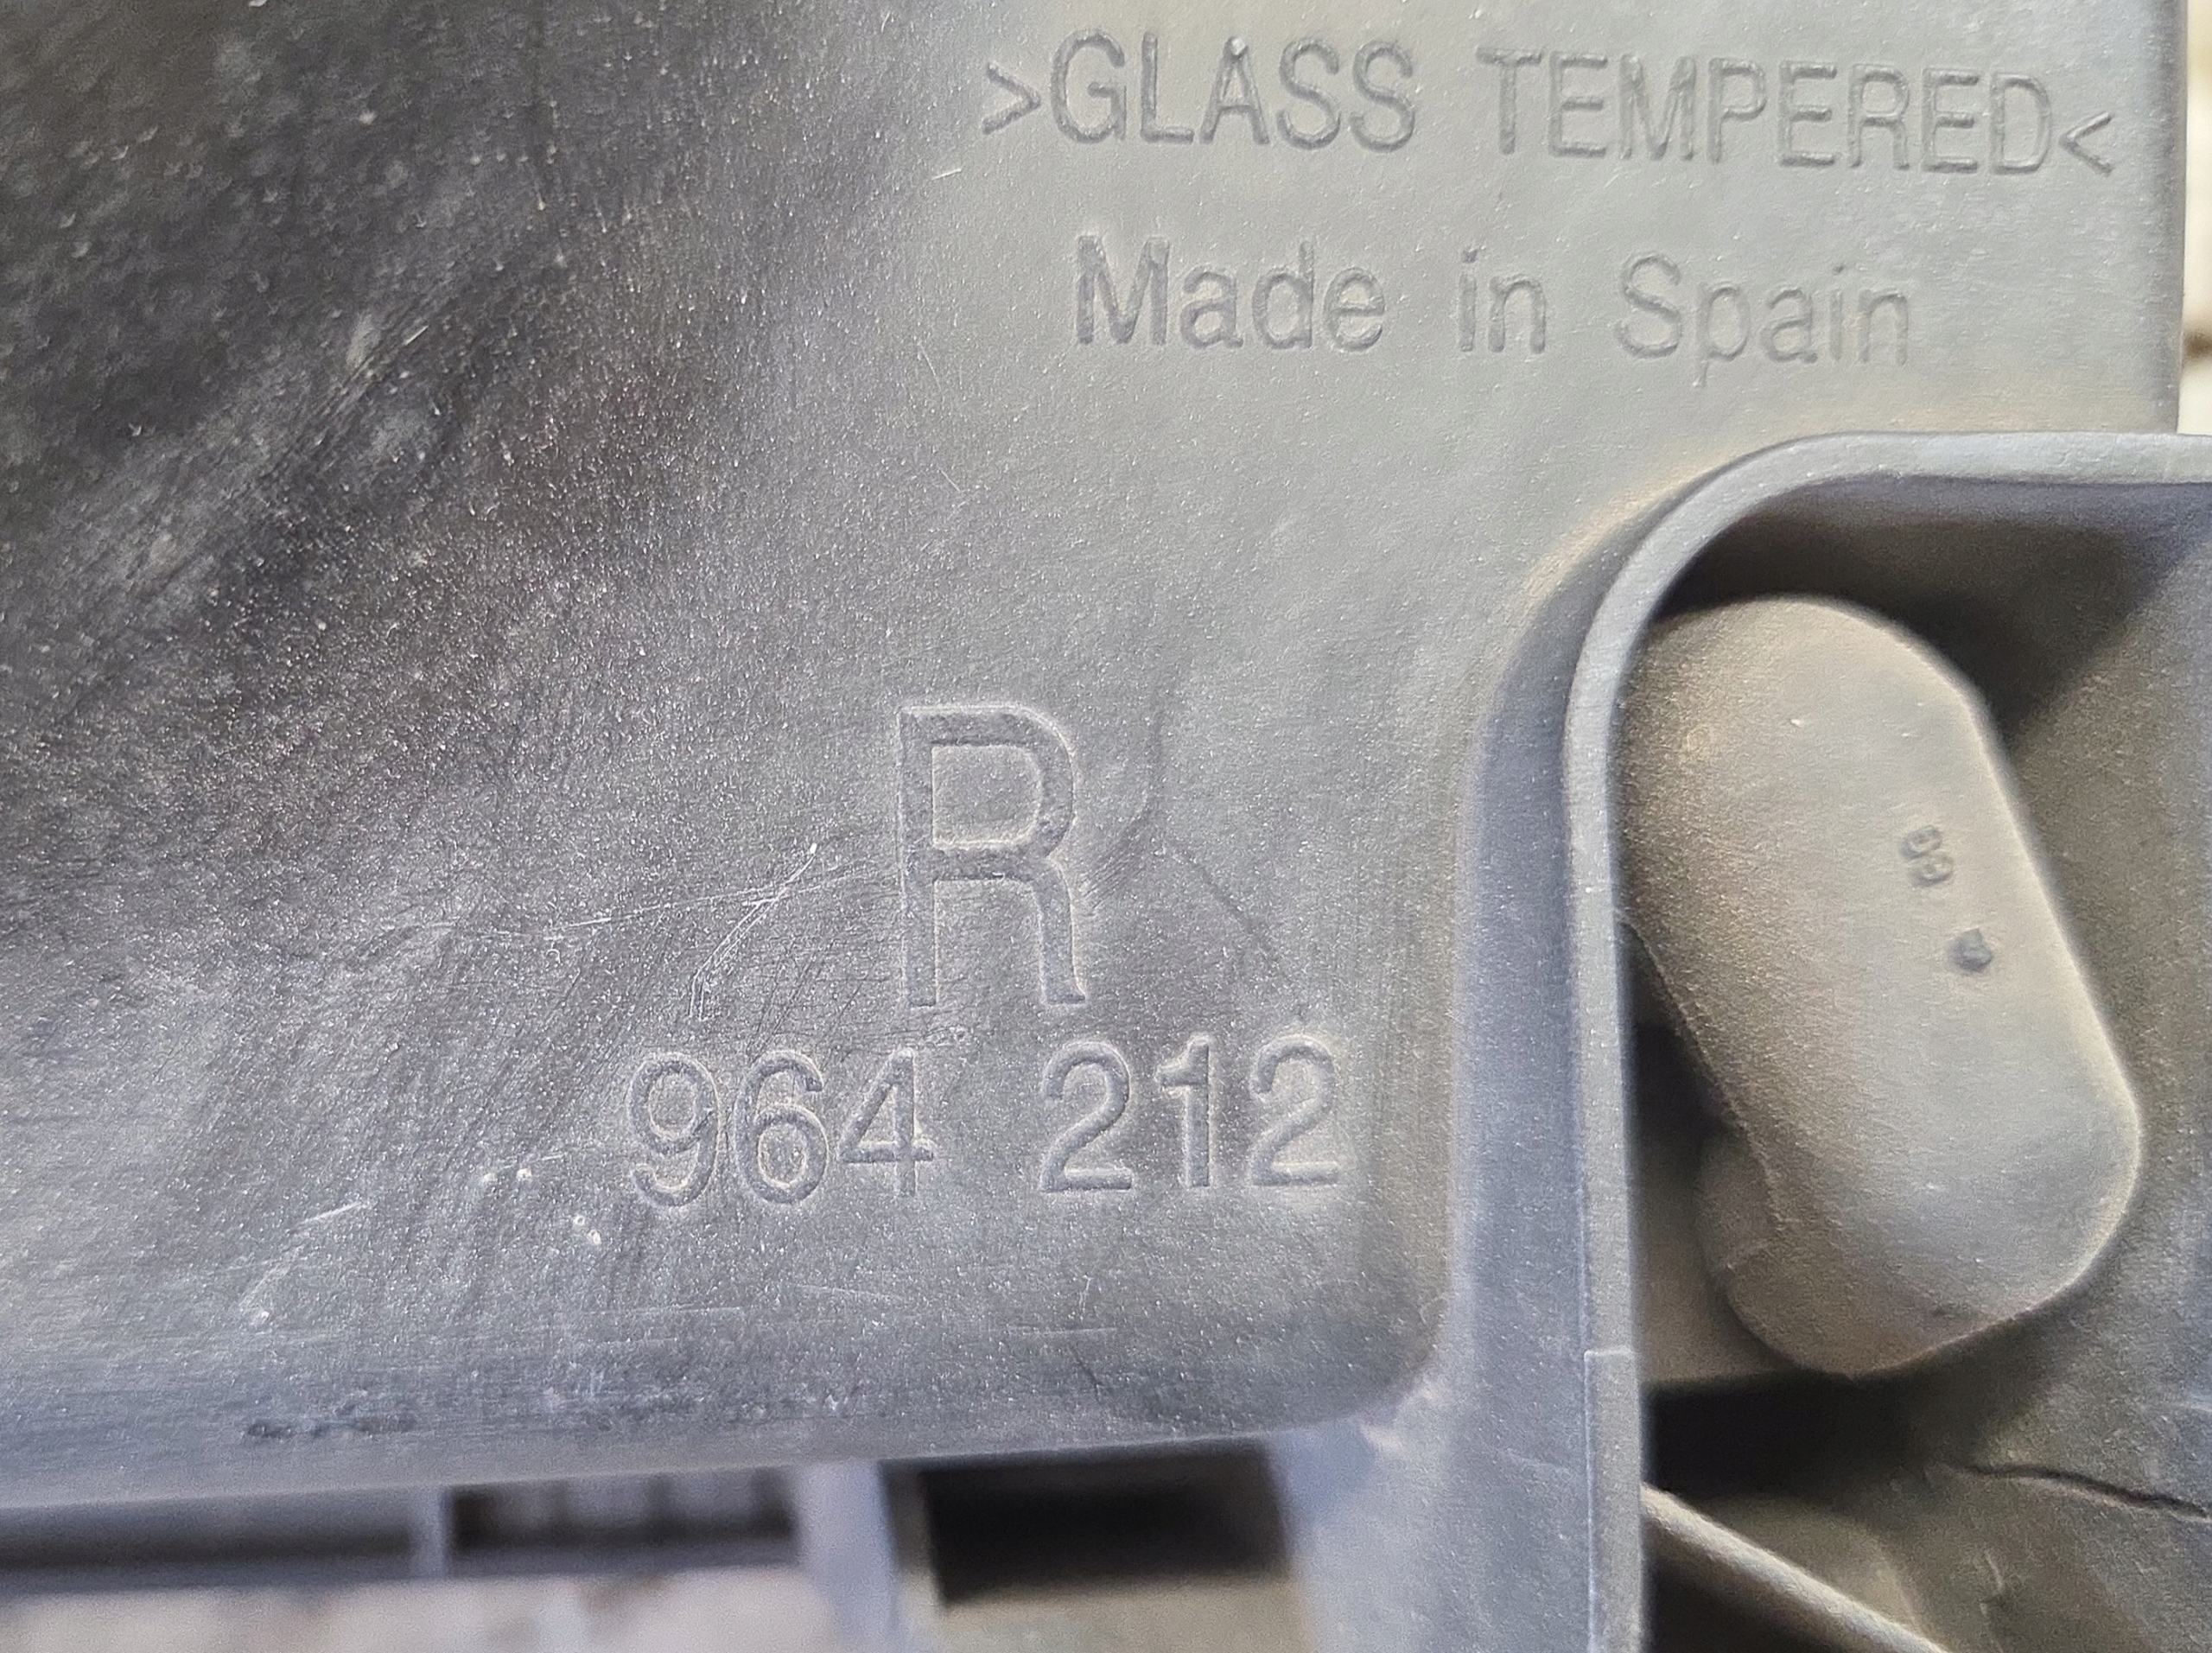 >GLASS TEMPERED<
Made in Spain
R
964 212